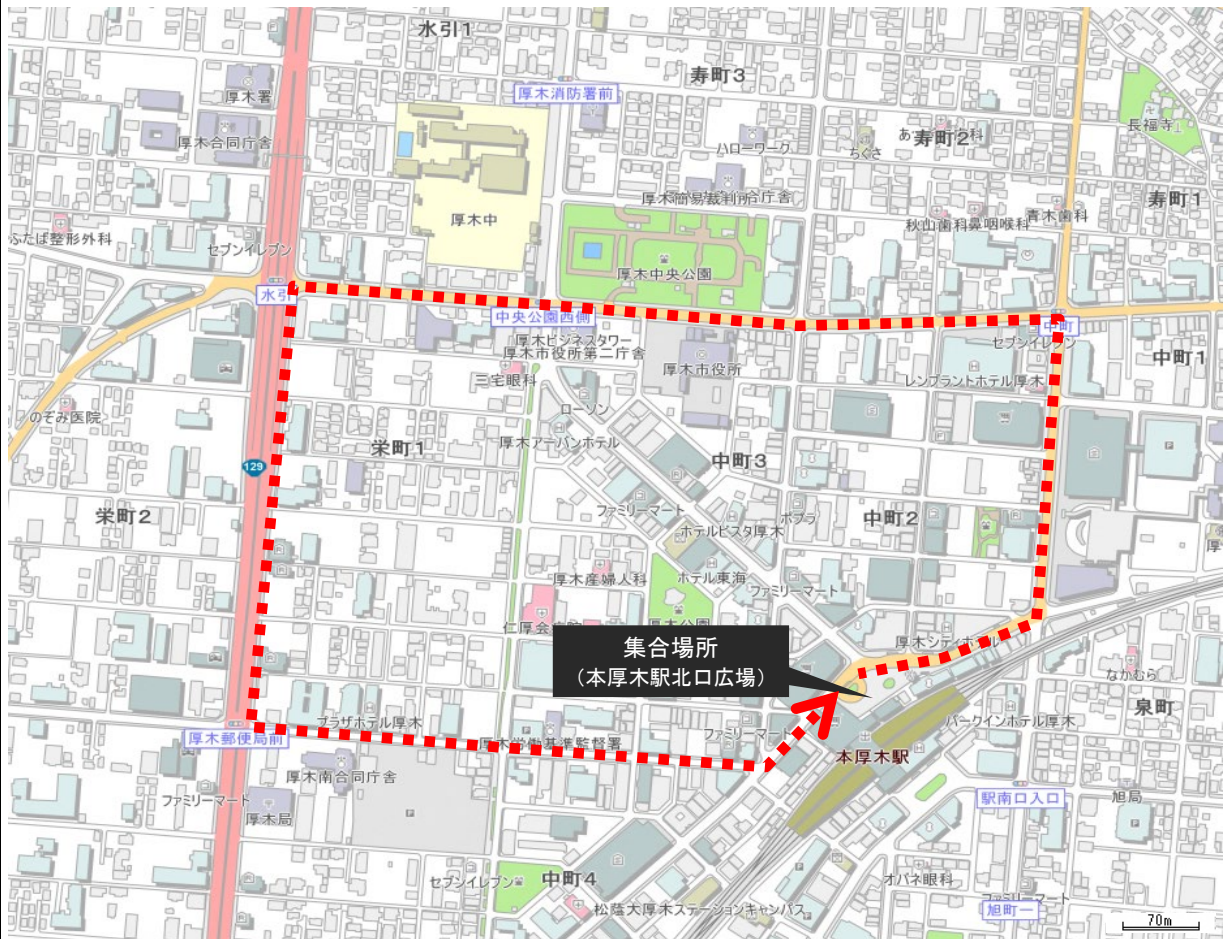 水引1
寿町3
厚木署
厚木消防署前
長福寺
厚木合同庁舎
ハローワーク
ちぐさ
寿町2
寿町1
厚木中
青木歯科
秋山歯科鼻咽喉科
ふたば整形外科
セブンイレブン
厚木中央公園
水引
中央公園西側
中町
セブンイレブン
厚木ビジネスタワー
厚木市役所第二庁舎
厚木市役所
中町1
三宅眼科
レンブラントホテル厚木
ローソン
のぞみ医院
栄町1
厚木アーバンホテル
中町3
129
栄町2
ファミリーマート
ポプラ
中町2
ホテルビスタ厚木
厚木産婦人科
ホテル東海
ファミリーマート
厚木公園
集合場所
（本厚木駅北口広場）
厚木シティホテル
なかむら
泉町
プラザホテル厚木
パークインホテル厚木
厚木郵便局前
厚木労働基準監督署
ファミリーマート
本厚木駅
厚木南合同庁舎
ファミリーマート
駅南口入口
旭局
厚木局
セブンイレブン
中町4
オバネ眼科
ファミリーマート
松蔭大厚木ステーションキャンパス
旭町一
70m